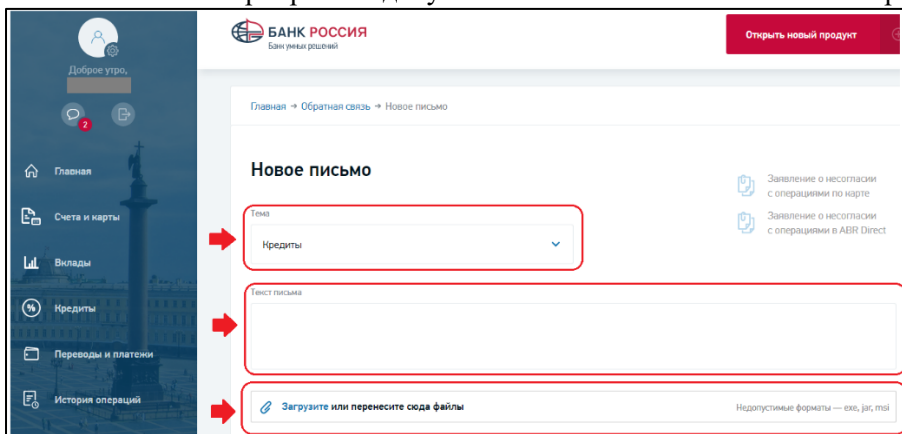 БАНК РОССИЯ
Банк умных решений
Открыть новый продукт
Доброе утро,
2
Главная → Обратная связь → Новое письмо
Главная
Счета и карты
Вклады
Кредиты
Переводы и платежи
История операций
Новое письмо
Заявление о несогласии
с операциями по карте
Заявление о несогласии
с операциями в ABR Direct
Тема
Кредиты
Текст письма
Загрузите или перенесите сюда файлы
Недопустимые форматы — exe, jar, msi